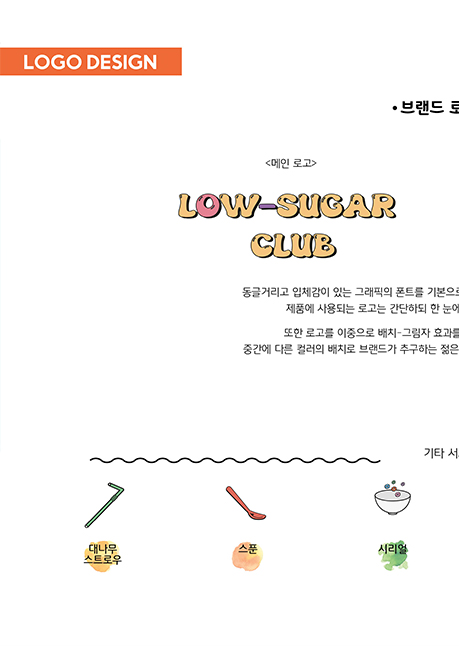 LOGO DESIGN
•브랜드 로
<메인 로고>
LOW-SUGAR
CLUB
동글거리고 입체감이 있는 그래픽의 폰트를 기본으로
제품에 사용되는 로고는 간단하되 한 눈에
또한 로고를 이중으로 배치-그림자 효과를
중간에 다른 컬러의 배치로 브랜드가 추구하는 젊은
기타 서
대나무
스트로우
스푼
시리얼